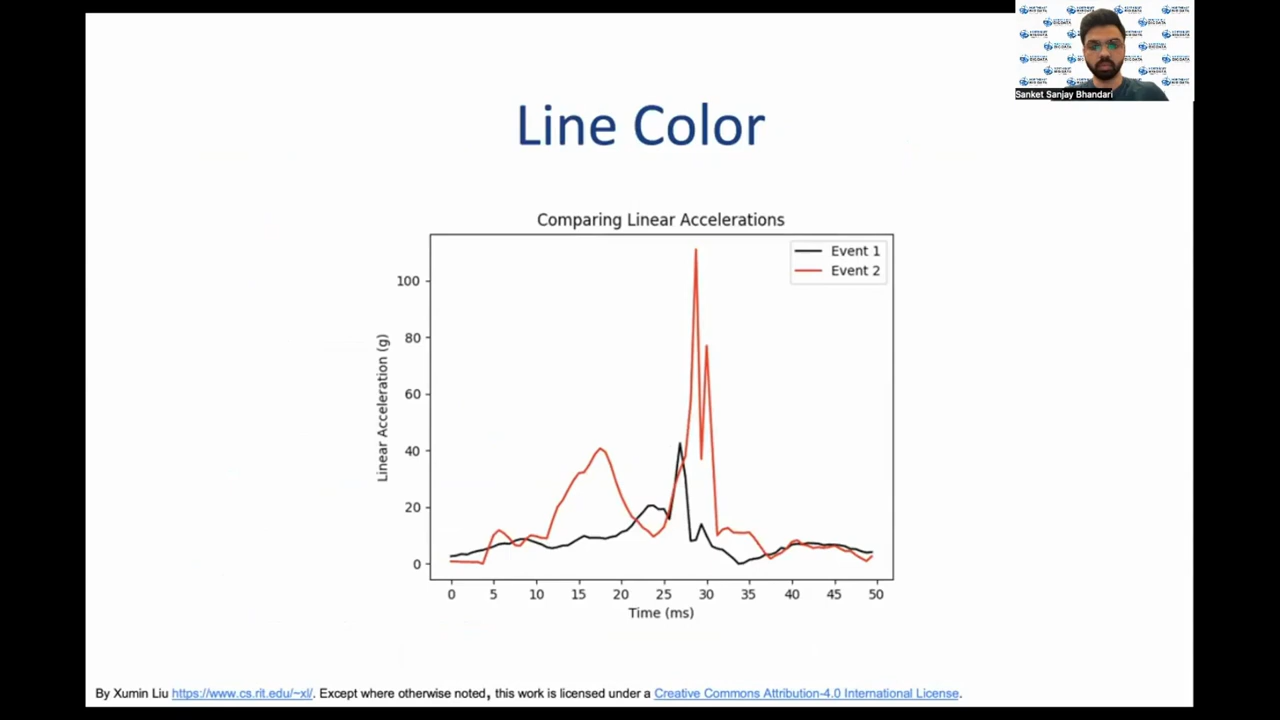 Sanket Sanjay Bhandari
Line Color
Comparing Linear Accelerations
Event 1
Event 2
Linear Acceleration (g)
100
80
60
40
20
0
0 5 10 15 20 25 30 35 40 45 50
Time (ms)
By Xumin Liu https://www.cs.rit.edu/~xl/. Except where otherwise noted, this work is licensed under a Creative Commons Attribution-4.0 International License.